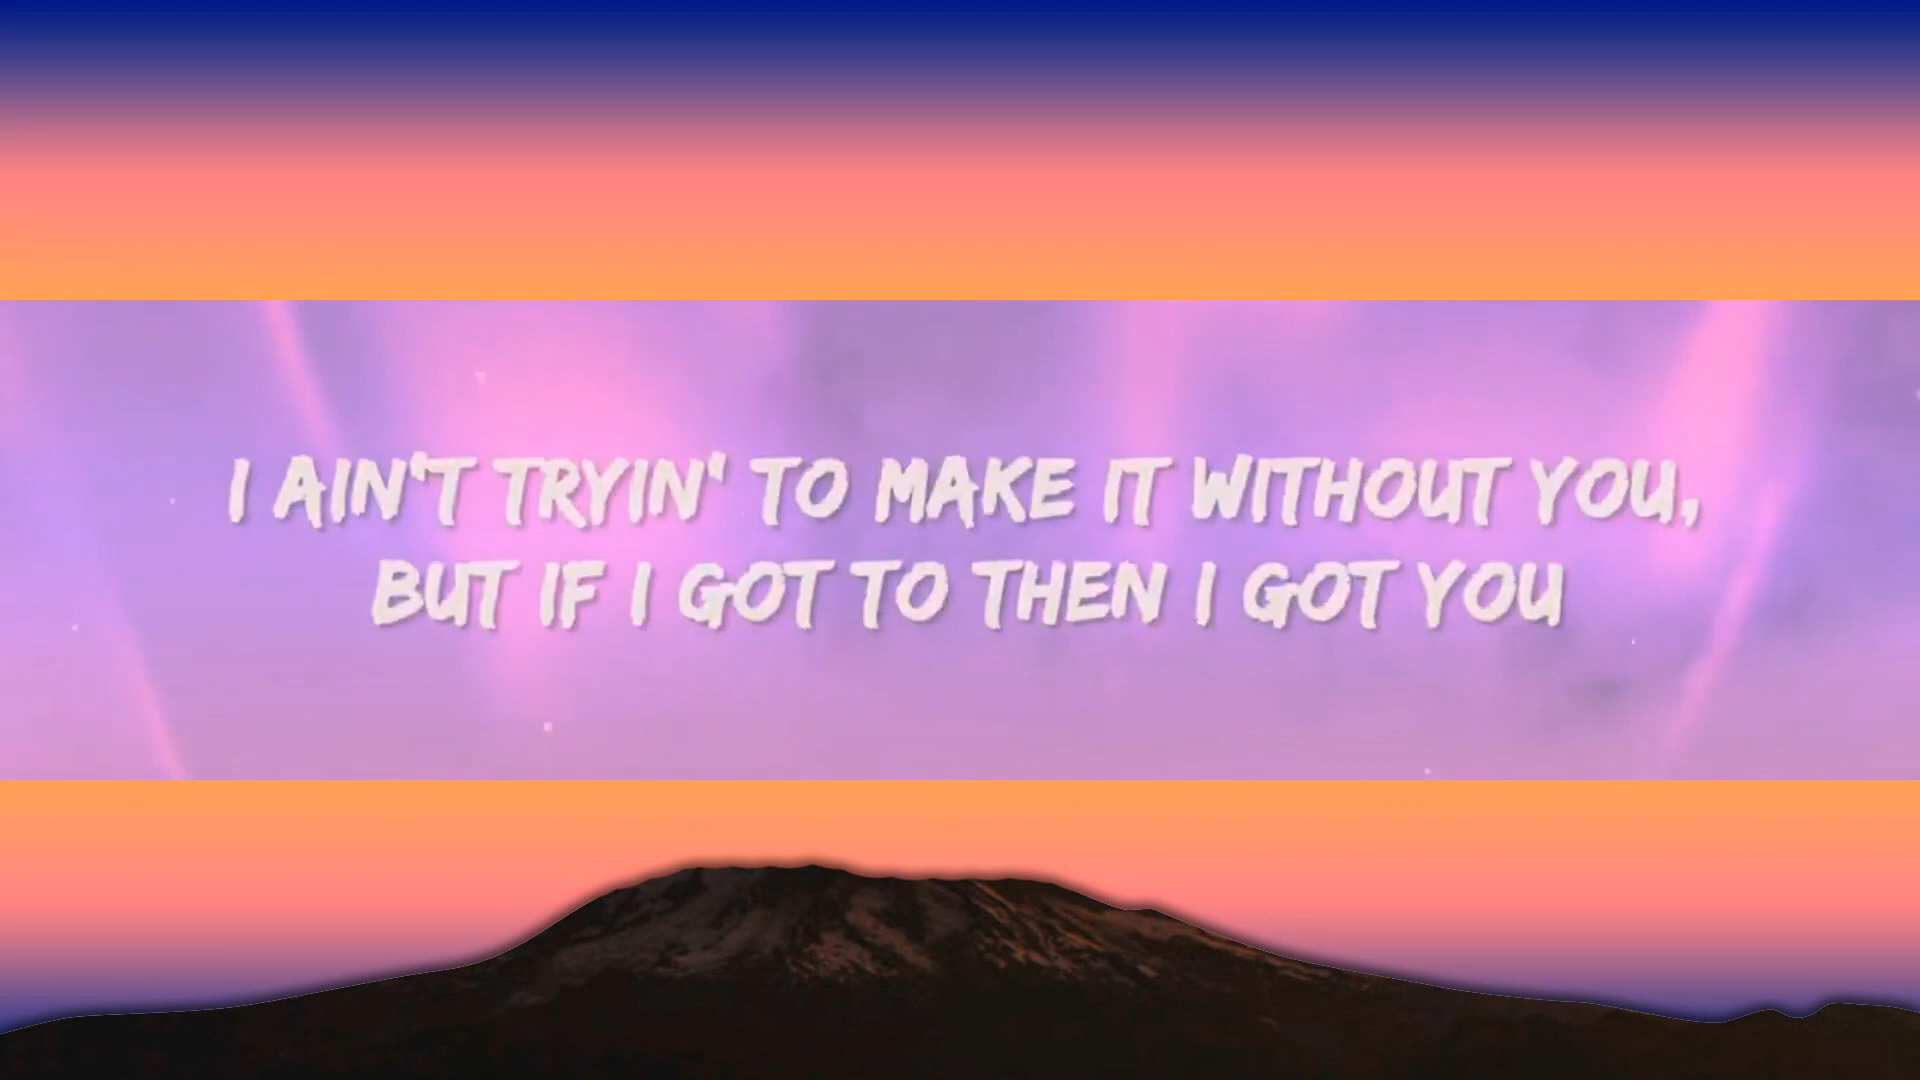 I AIN'T TRYIN' TO MAKE IT WITHOUT YOU,
BUT IF I GOT TO THEN I GOT YOU